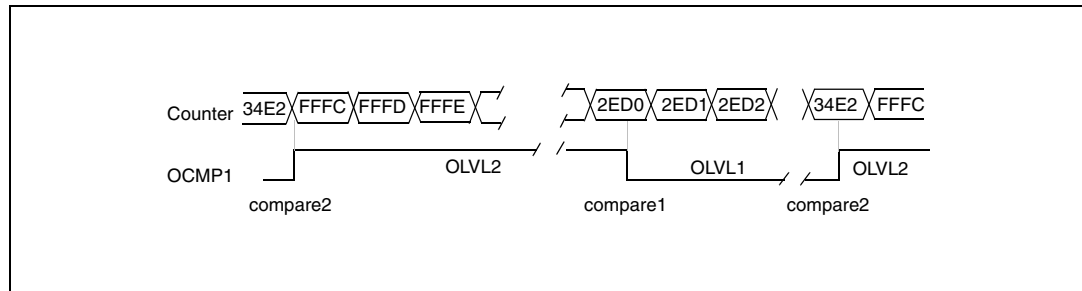 Counter 34E2 FFFC FFFD FFFE 2ED0 2ED1 2ED2 34E2 FFFC
OCMP1 OLVL2 OLVL1 OLVL2
compare2 compare1 compare2